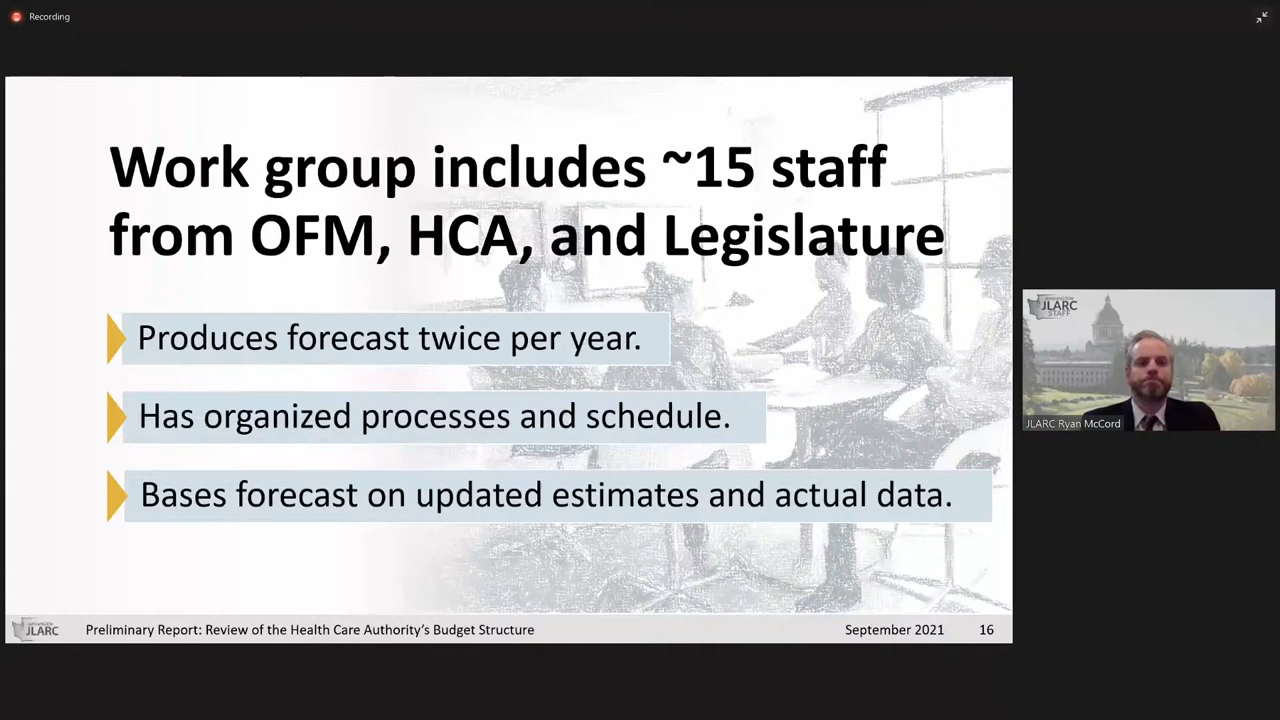 Recording
Work group includes ~15 staff
from OFM, HCA, and Legislature
Produces forecast twice per year.
Has organized processes and schedule.
Bases forecast on updated estimates and actual data.
WASHINGTON
JLARC
STAFF
JLARC Ryan McCord
JLARC
Preliminary Report: Review of the Health Care Authority’s Budget Structure
September 2021
16